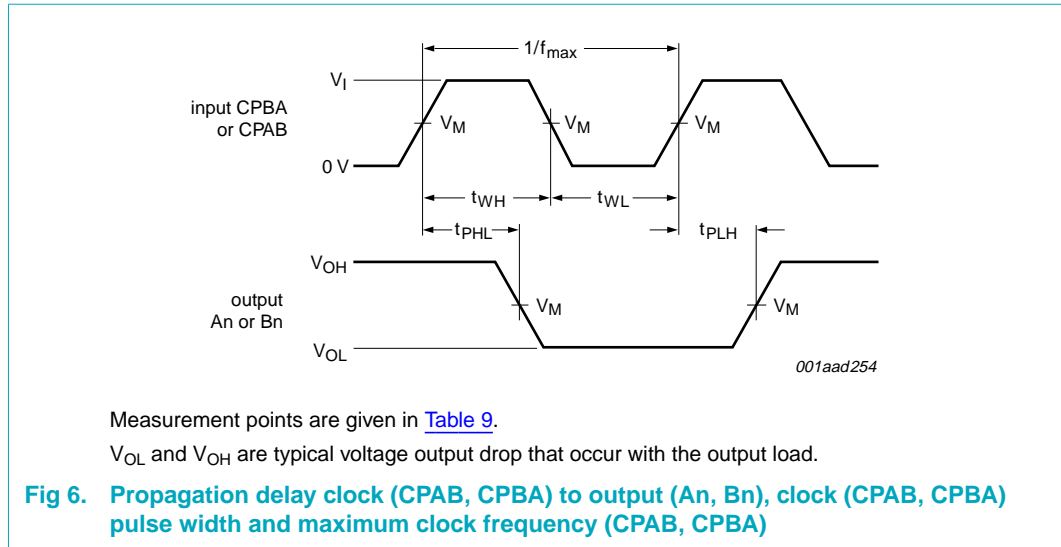 1/fmax
VI
input CPBA
or CPAB
VM VM VM
0 V
tWH tWL
tPHL tPLH
VOH
output
An or Bn
VM VM
VOL
001aad254
Measurement points are given in Table 9.
VOL and VOH are typical voltage output drop that occur with the output load.
Fig 6. Propagation delay clock (CPAB, CPBA) to output (An, Bn), clock (CPAB, CPBA)
pulse width and maximum clock frequency (CPAB, CPBA)